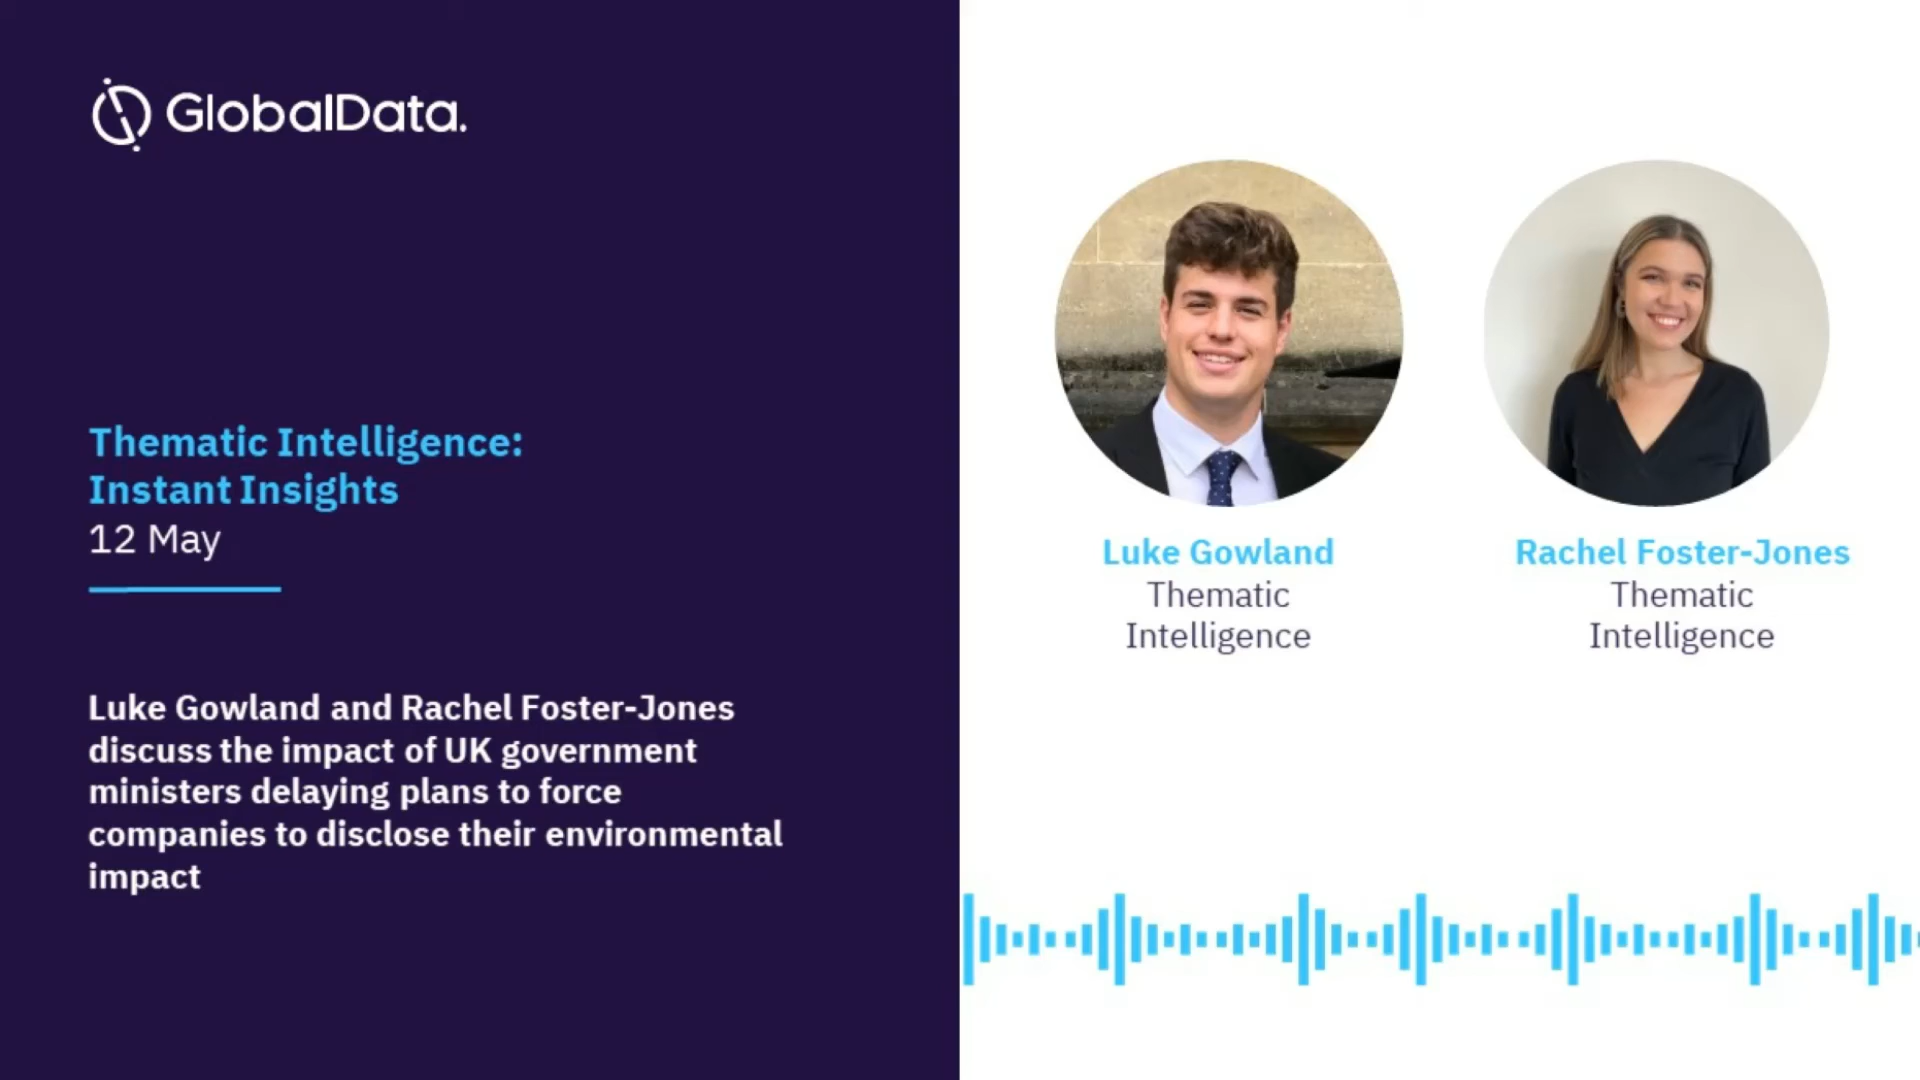 GlobalData.
Thematic Intelligence:
Instant Insights
12 May
Luke Gowland and Rachel Foster-Jones
discuss the impact of UK government
ministers delaying plans to force
companies to disclose their environmental
impact
Luke Gowland
Thematic
Intelligence
Rachel Foster-Jones
Thematic
Intelligence